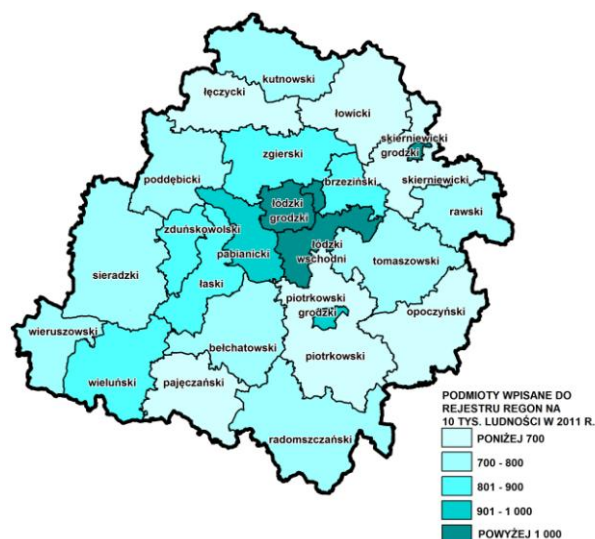 kutnowski
łęczycki
łowicki
skierniewicki
grodzki
zgierski
poddębicki
brzeziński
skierniewicki
łódzki
grodzki
rawski
zduńskowolski
łódzki
wschodni
pabianicki
tomaszowski
sieradzki
łaski
piotrkowski
grodzki
opoczyński
wieruszowski
bełchatowski
piotrkowski
wieluński
pajęczański
radomszczański
PODMIOTY WPISANE DO
REJESTRU REGON NA
10 TYS. LUDNOŚCI W 2011 R.
PONIŻEJ 700
700 - 800
801 - 900
901 - 1 000
POWYŻEJ 1 000